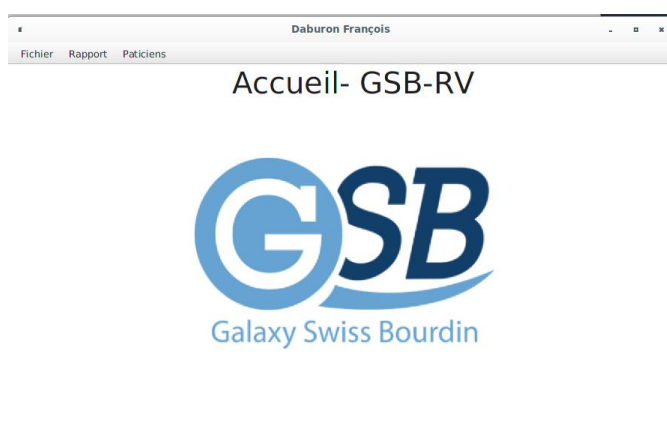 Daburon François
Fichier Rapport Paticiens
Accueil- GSB-RV
GSB
Galaxy Swiss Bourdin